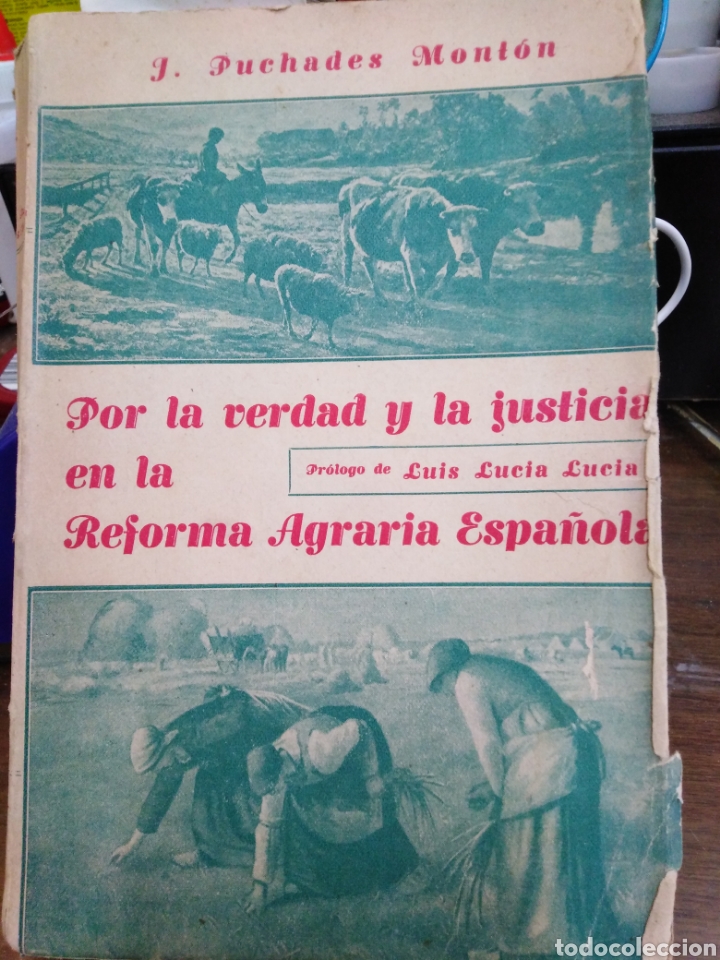 J. Puchades Montón
Por la verdad y la justicia
en la
Prólogo de Luis Lucia Lucia
Reforma Agraria Española
todocoleccion